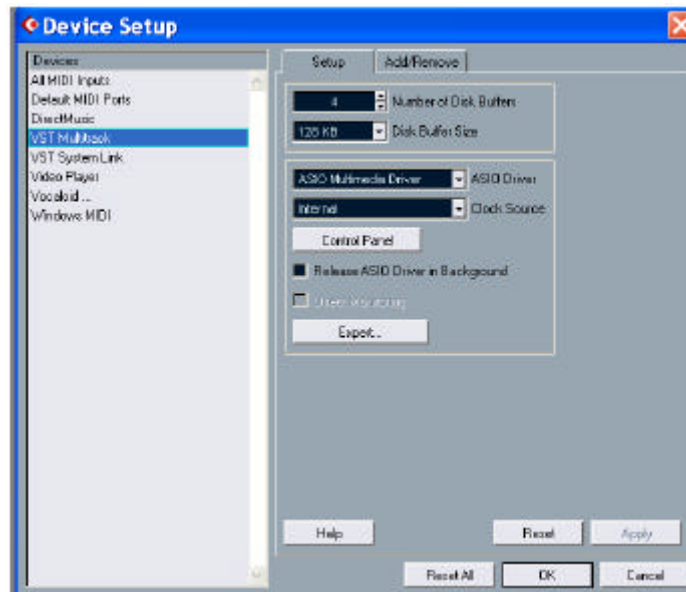 Device Setup
Devices
All MIDI Inputs
Default MIDI Ports
DirectMusic
VST Multitrack
VST System Link
Video Player
Vocaloid ...
Windows MIDI
Setup
Add/Remove
4 Number of Disk Buffers
128 KB Disk Buffer Size
ASIO Multimedia Driver ASIO Driver
Internal Clock Source
Control Panel
Release ASIO Driver in Background
Direct Monitoring
Expert...
Help
Reset
Apply
Reset All
OK
Cancel